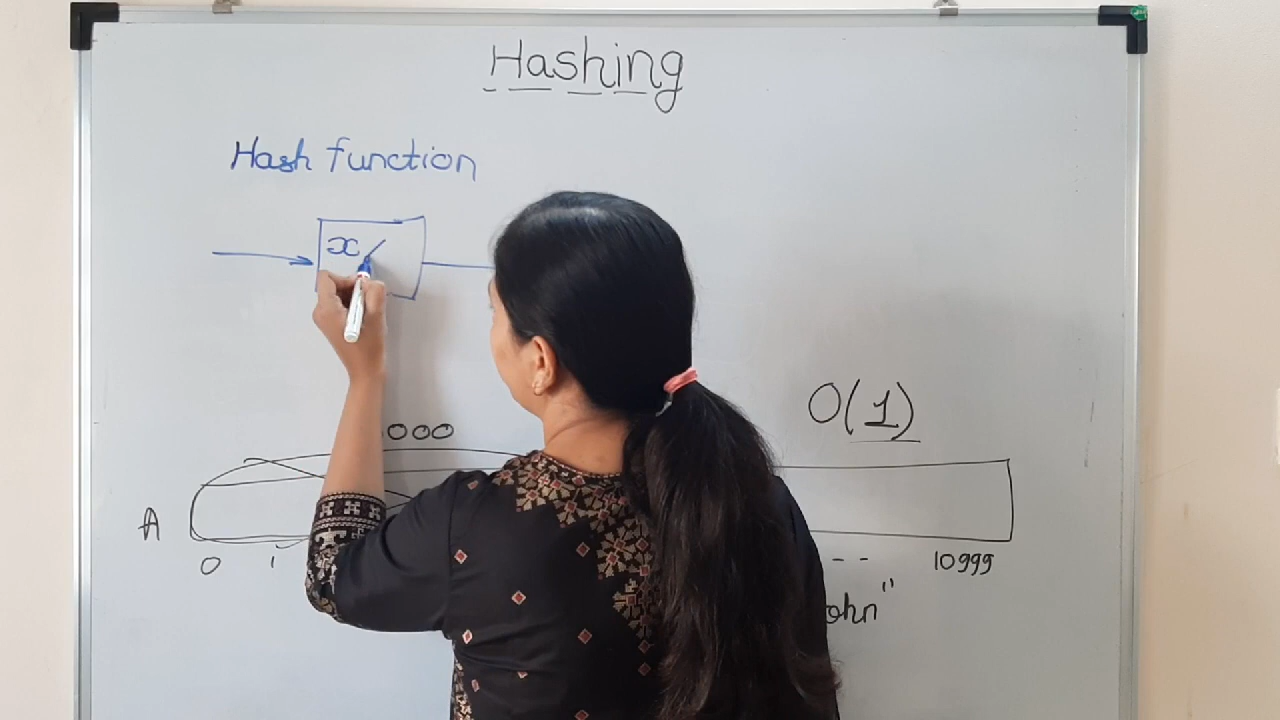 Hashing
Hash function
x
O(1)
000
A
0 1 -- 10999
ohn"